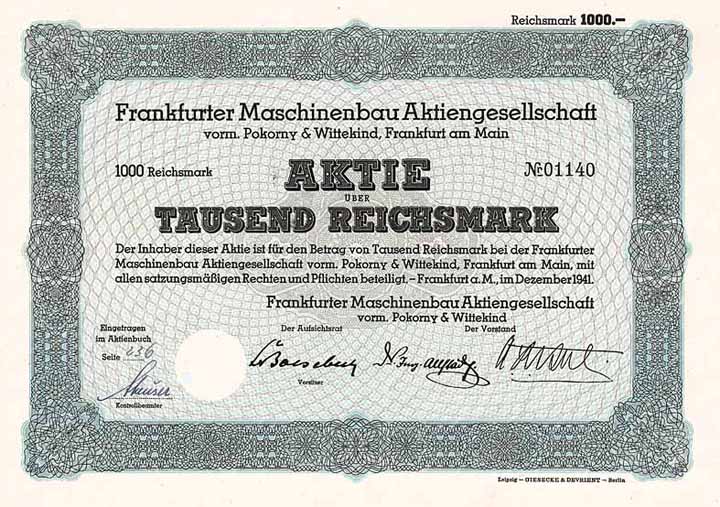 Reichsmark 1000.—
Frankfurter Maschinenbau Aktiengesellschaft
vorm. Pokorny & Wittekind, Frankfurt am Main
1000 Reichsmark AKTIE № 01140
ÜBER
TAUSEND REICHSMARK
Der Inhaber dieser Aktie ist für den Betrag von Tausend Reichsmark bei der Frankfurter
Maschinenbau Aktiengesellschaft vorm. Pokorny & Wittekind, Frankfurt am Main, mit
allen satzungsmäßigen Rechten und Pflichten beteiligt. – Frankfurt a. M., im Dezember 1941.
Frankfurter Maschinenbau Aktiengesellschaft
vorm. Pokorny & Wittekind
Eingetragen
im Aktienbuch
Seite 236
Kontrollbeamter
Der Aufsichtsrat
Vorsitzer
Der Vorstand
Leipzig – GIESECKE & DEVRIENT – Berlin